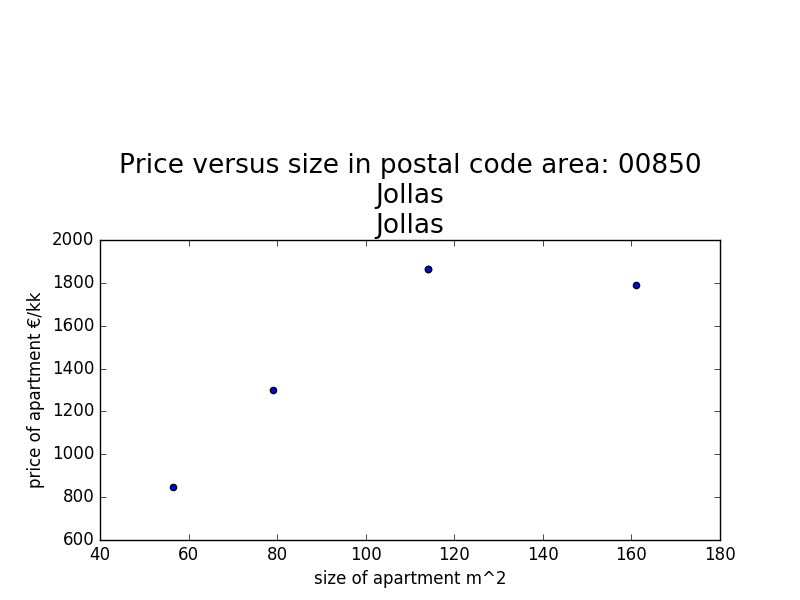 Price versus size in postal code area: 00850
Jollas
Jollas
2000
1800
1600
1400
1200
1000
800
600
price of apartment €/kk
40 60 80 100 120 140 160 180
size of apartment m^2